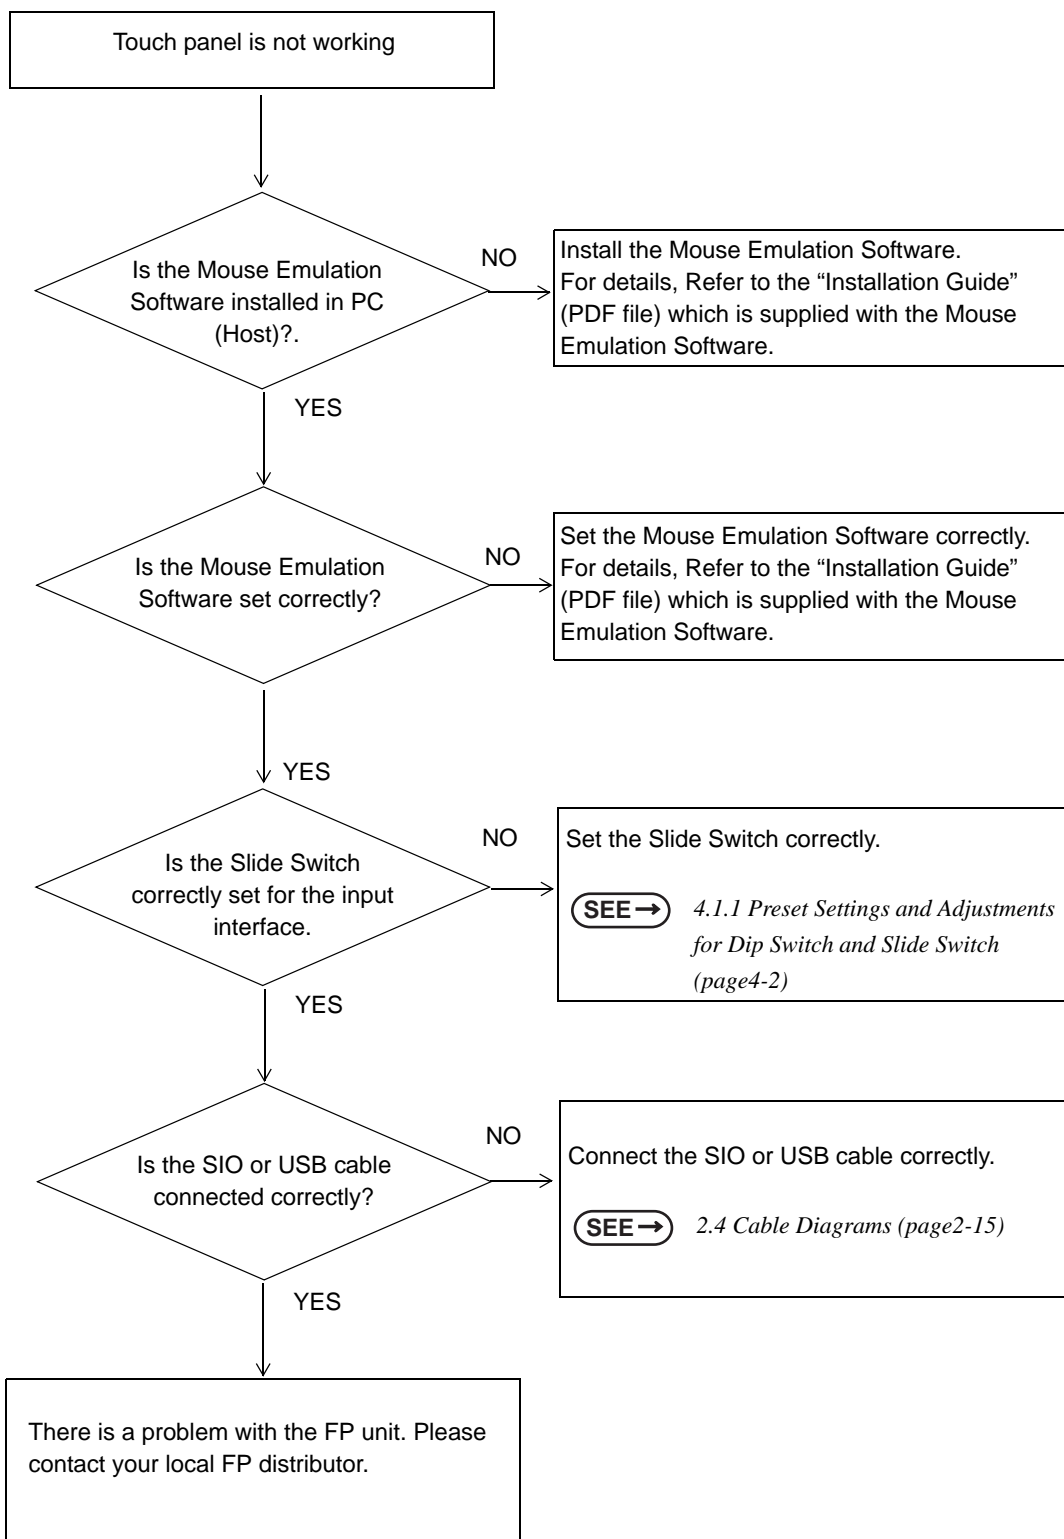 Touch panel is not working
Is the Mouse Emulation
Software installed in PC
(Host)?.
NO
Install the Mouse Emulation Software.
For details, Refer to the “Installation Guide”
(PDF file) which is supplied with the Mouse
Emulation Software.
YES
Is the Mouse Emulation
Software set correctly?
NO
Set the Mouse Emulation Software correctly.
For details, Refer to the “Installation Guide”
(PDF file) which is supplied with the Mouse
Emulation Software.
YES
Is the Slide Switch
correctly set for the input
interface.
NO
Set the Slide Switch correctly.
SEE→ 4.1.1 Preset Settings and Adjustments
for Dip Switch and Slide Switch
(page4-2)
YES
Is the SIO or USB cable
connected correctly?
NO
Connect the SIO or USB cable correctly.
SEE→ 2.4 Cable Diagrams (page2-15)
YES
There is a problem with the FP unit. Please
contact your local FP distributor.